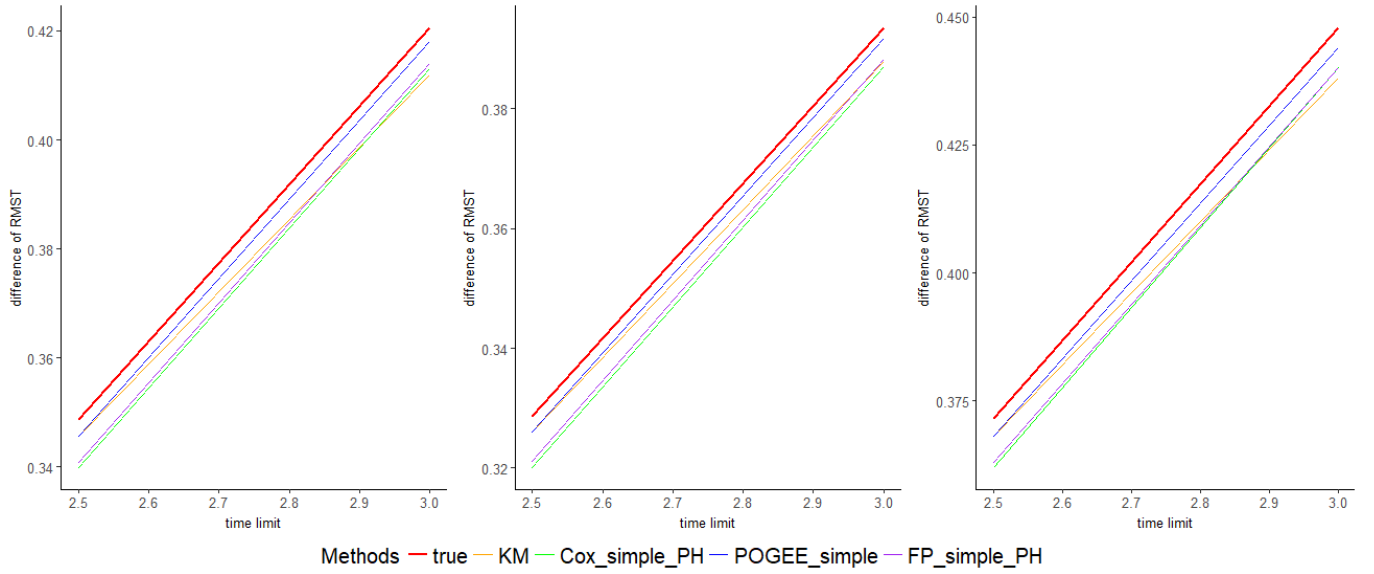 0.42
0.40
0.38
0.36
0.34
difference of RMST
2.5 2.6 2.7 2.8 2.9 3.0
time limit
0.38
0.36
0.34
0.32
difference of RMST
2.5 2.6 2.7 2.8 2.9 3.0
time limit
0.450
0.425
0.400
0.375
difference of RMST
2.5 2.6 2.7 2.8 2.9 3.0
time limit
Methods true KM Cox_simple_PH POGEE_simple FP_simple_PH